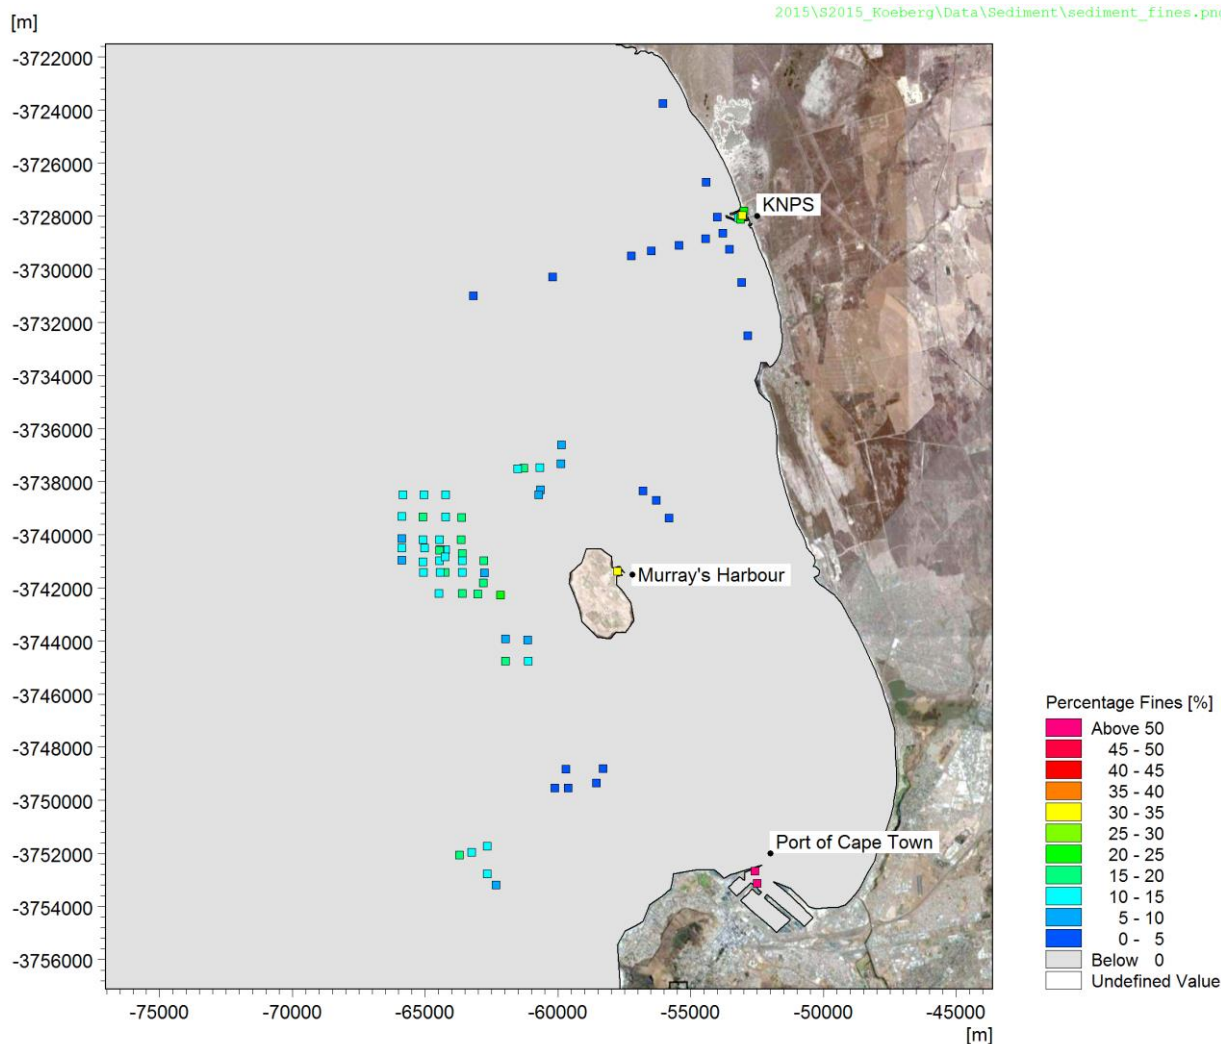 2015\S2015_Koeberg\Data\Sediment\sediment_fines.png
[m]
-3722000
-3724000
-3726000
-3728000
-3730000
-3732000
-3734000
-3736000
-3738000
-3740000
-3742000
-3744000
-3746000
-3748000
-3750000
-3752000
-3754000
-3756000
KNPS
Murray's Harbour
Port of Cape Town
-75000
-70000
-65000
-60000
-55000
-50000
-45000
[m]
Percentage Fines [%]
Above 50
45 - 50
40 - 45
35 - 40
30 - 35
25 - 30
20 - 25
15 - 20
10 - 15
5 - 10
0 - 5
Below 0
Undefined Value